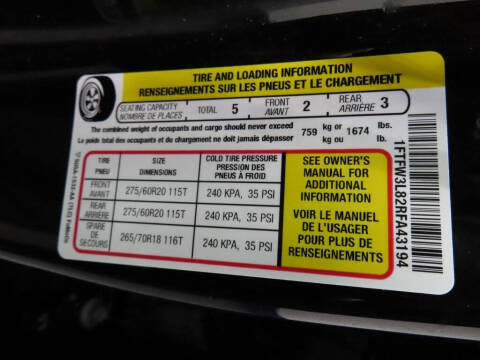 TIRE AND LOADING INFORMATION
RENSEIGNEMENTS SUR LES PNEUS ET LE CHARGEMENT
SEATING CAPACITY
NOMBRE DE PLACES
TOTAL 5
FRONT
AVANT 2
REAR
ARRIÈRE 3
The combined weight of occupants and cargo should never exceed
Le poids total des occupants et du chargement ne doit jamais dépasser
759 kg or kg ou 1674 lbs. lb.
TIRE
PNEU
SIZE
DIMENSIONS
COLD TIRE PRESSURE
PRESSION DES
PNEUS À FROID
FRONT
AVANT
275/60R20 115T
240 KPA, 35 PSI
REAR
ARRIÈRE
275/60R20 115T
240 KPA, 35 PSI
SPARE
DE
SECOURS
265/70R18 116T
240 KPA, 35 PSI
SEE OWNER'S
MANUAL FOR
ADDITIONAL
INFORMATION
VOIR LE MANUEL
DE L'USAGER
POUR PLUS DE
RENSEIGNEMENTS
1FTFW3L82RFA43194